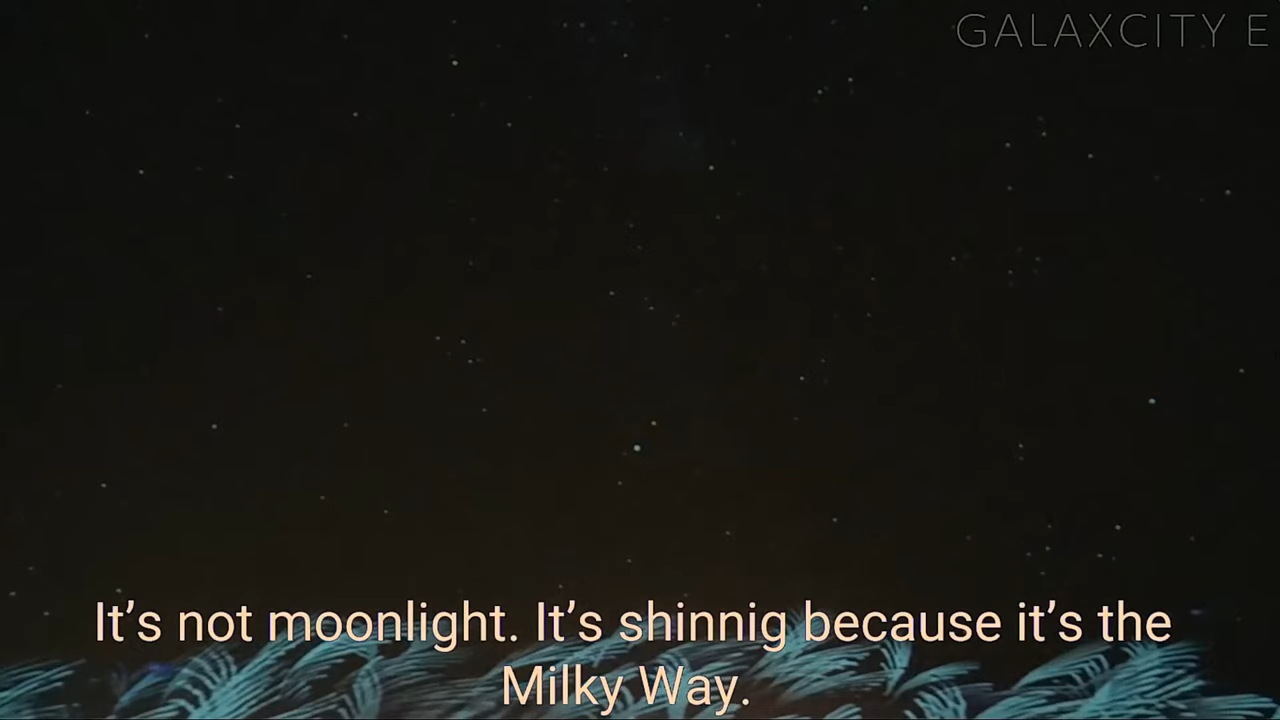 GALAXCITY E
It’s not moonlight. It’s shinnig because it’s the
Milky Way.